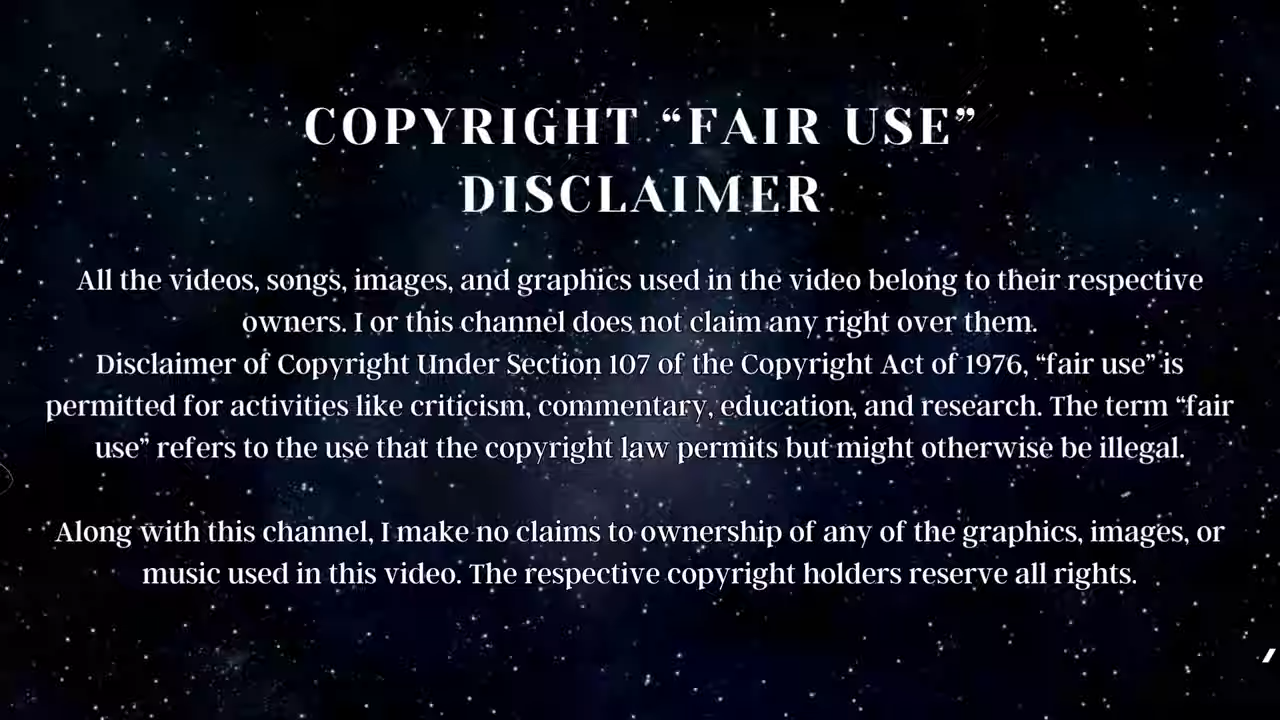 COPYRIGHT “FAIR USE”
DISCLAIMER
All the videos, songs, images, and graphics used in the video belong to their respective
owners. I or this channel does not claim any right over them.
Disclaimer of Copyright Under Section 107 of the Copyright Act of 1976, “fair use” is
permitted for activities like criticism, commentary, education, and research. The term “fair
use” refers to the use that the copyright law permits but might otherwise be illegal.
Along with this channel, I make no claims to ownership of any of the graphics, images, or
music used in this video. The respective copyright holders reserve all rights.